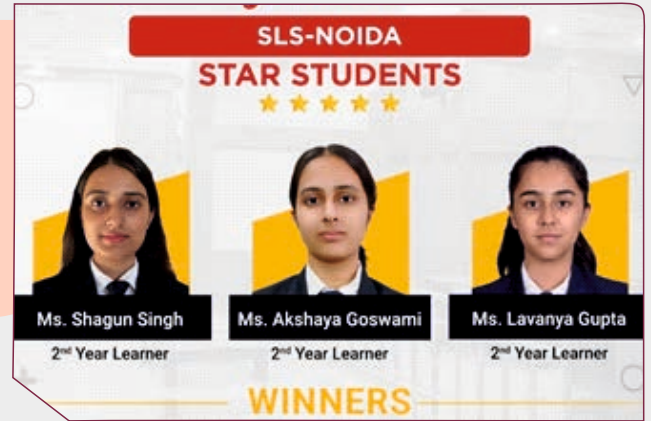 SLS-NOIDA
STAR STUDENTS
Ms. Shagun Singh
Ms. Akshaya Goswami
Ms. Lavanya Gupta
2nd Year Learner
2nd Year Learner
2nd Year Learner
WINNERS